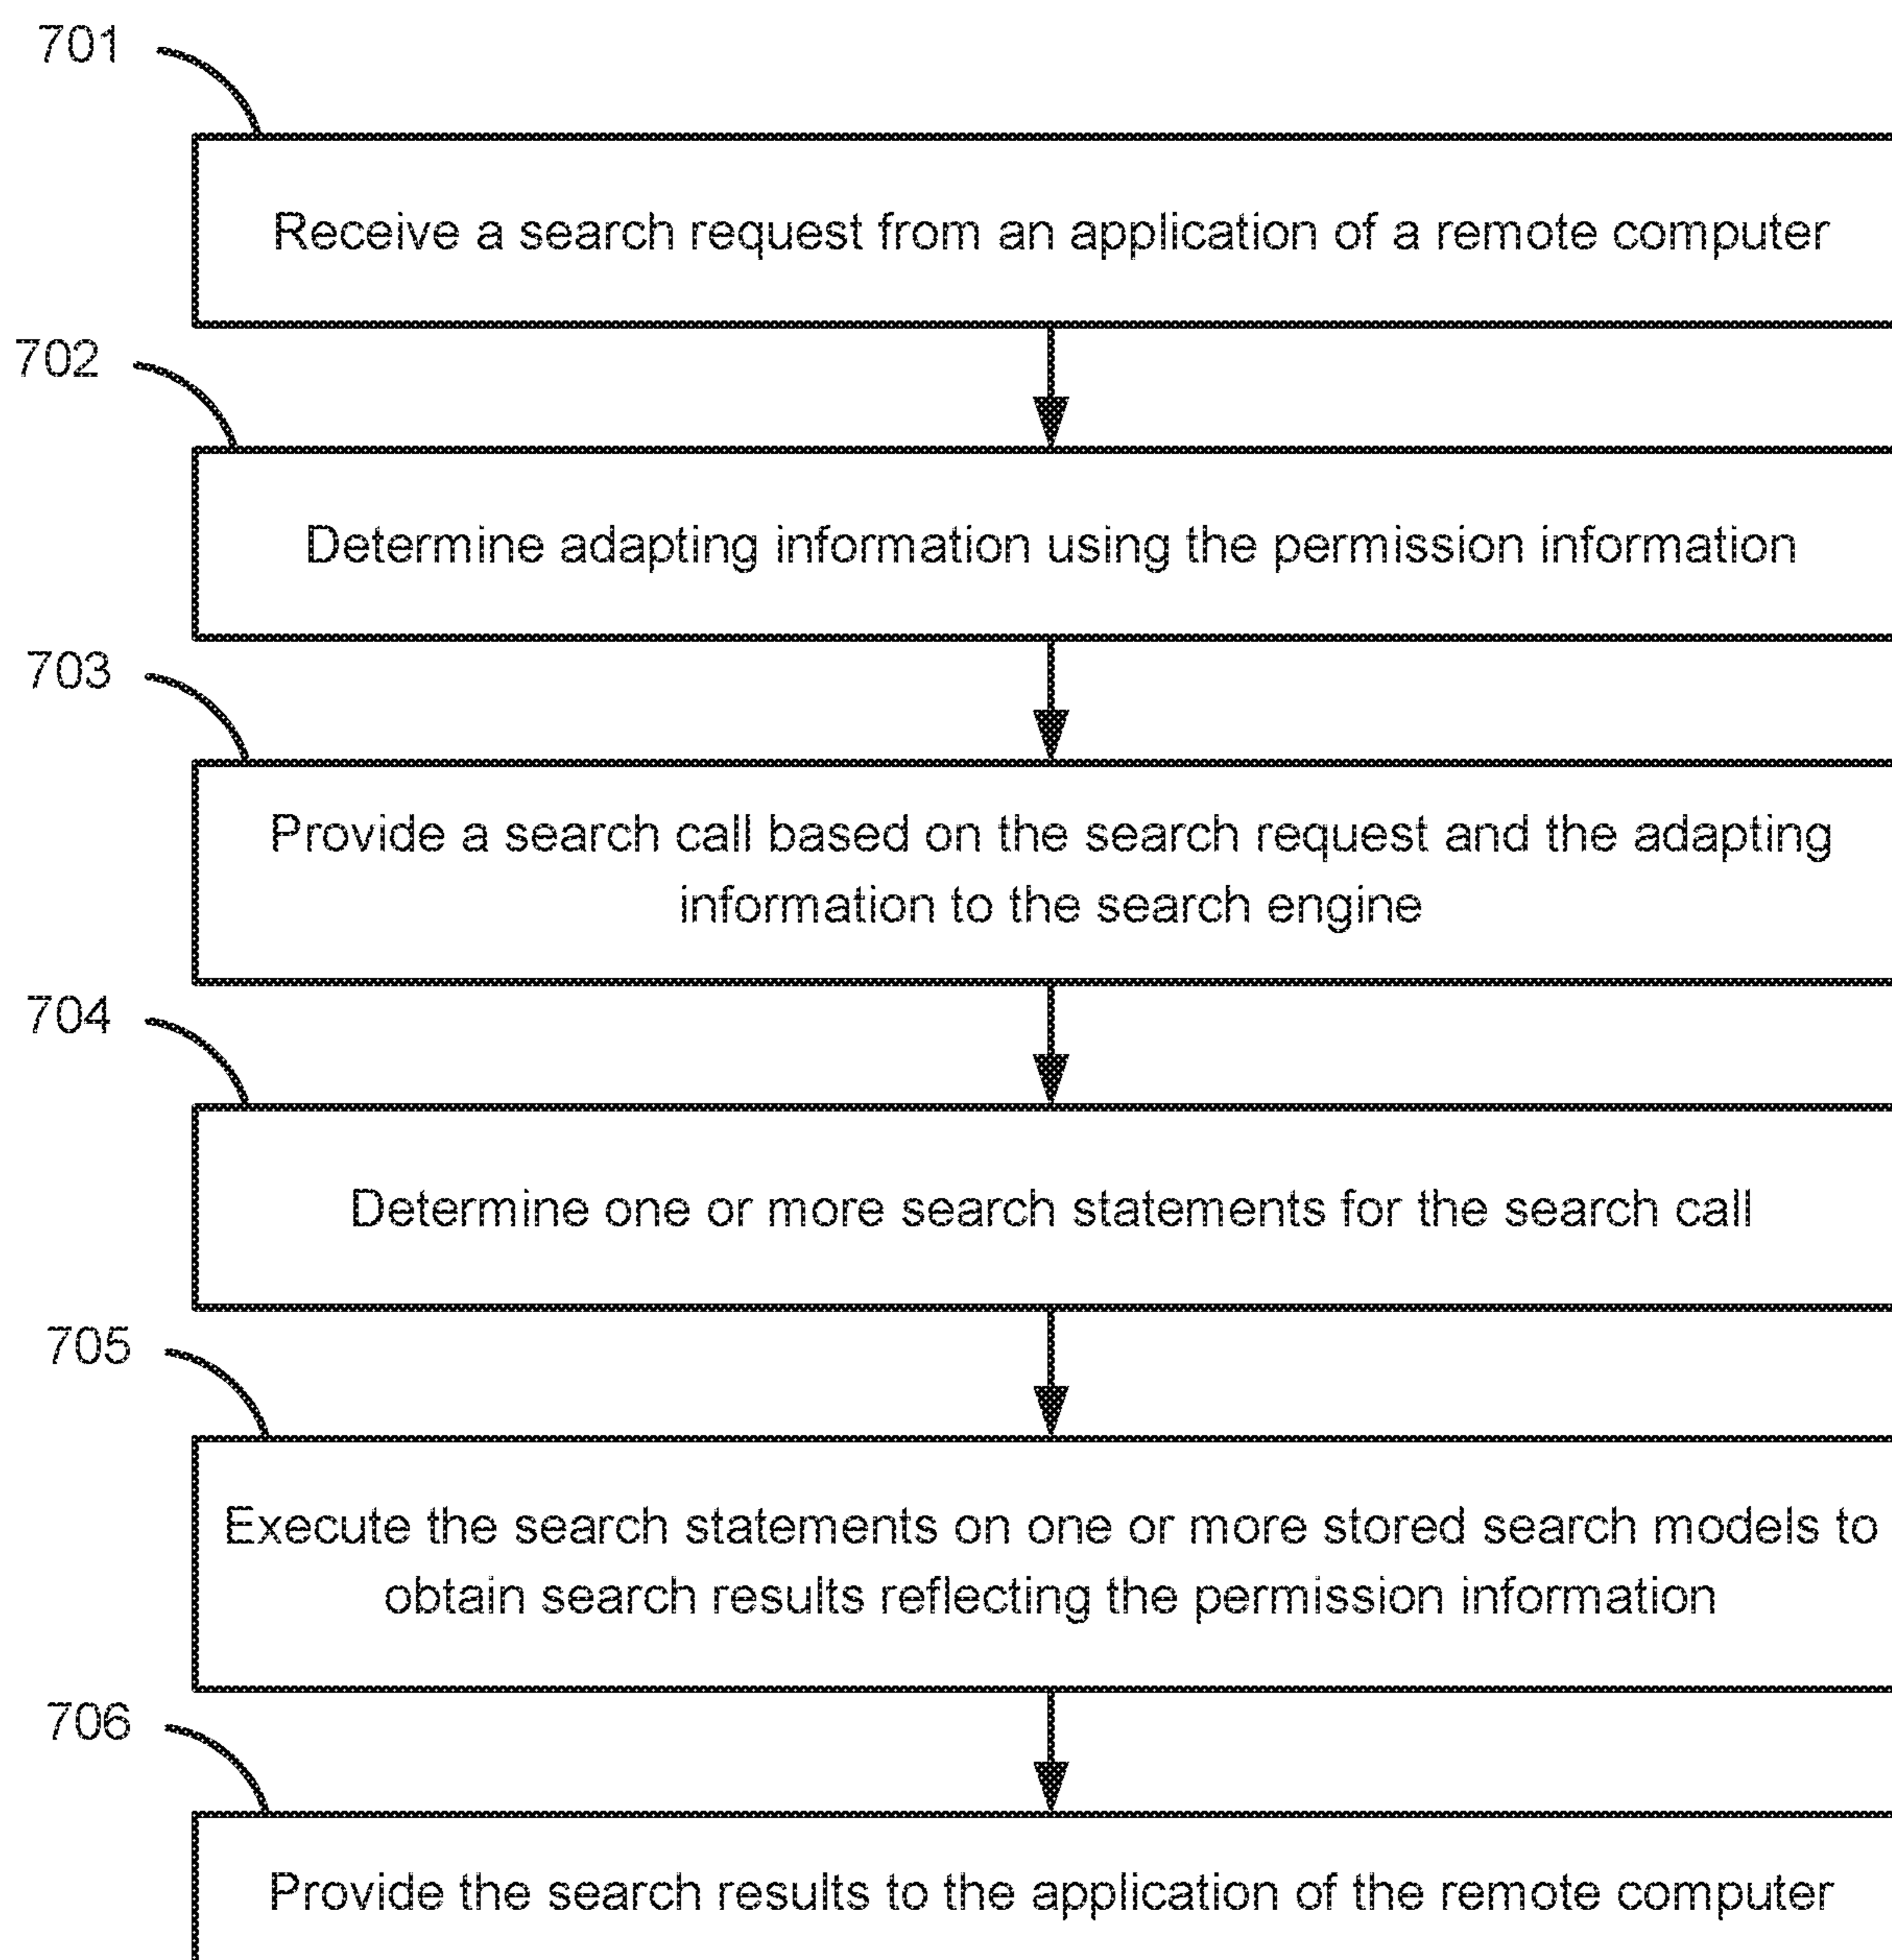 701
Receive a search request from an application of a remote computer
702
Determine adapting information using the permission information
703
Provide a search call based on the search request and the adapting
information to the search engine
704
Determine one or more search statements for the search call
705
Execute the search statements on one or more stored search models to
obtain search results reflecting the permission information
706
Provide the search results to the application of the remote computer